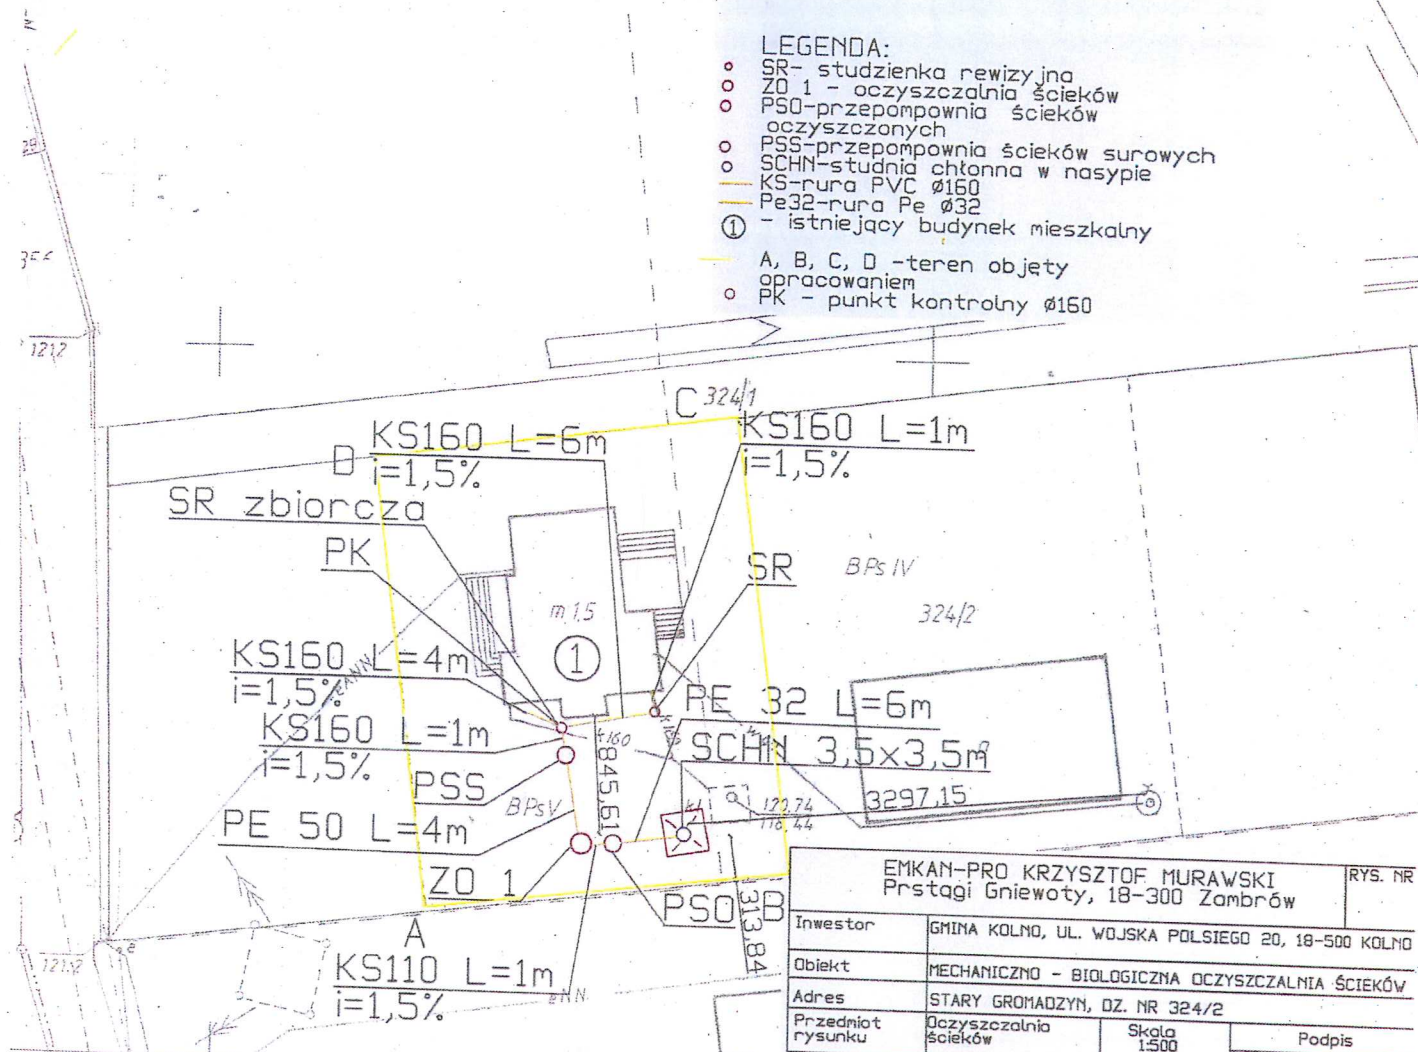 LEGENDA:
SR- studzienka rewizyjna
ZO 1 - oczyszczalnia ścieków
PSO-przepompownia ścieków
oczyszczonych
PSS-przepompownia ścieków surowych
SCHN-studnia chłonna w nasypie
KS-rura PVC ø160
Pe32-rura Pe ø32
1 - istniejący budynek mieszkalny
A, B, C, D -teren objęty
opracowaniem
PK - punkt kontrolny ø160
121,2
C 324/1
KS160 L=6m
i=1,5%
KS160 L=1m
i=1,5%
D
SR zbiorcza
PK
SR
BPs IV
324/2
m 1,5
1
KS160 L=4m
i=1,5%
KS160 L=1m
i=1,5%
PE 32 L=6m
SCHN 3,5x3,5m
PSS
845,61
BPsV
3297,15
PE 50 L=4m
ZO 1
PSO
B
313,84
A
KS110 L=1m
i=1,5%
121,2
eNN
EMKAN-PRO KRZYSZTOF MURAWSKI
Prstągi Gniewoty, 18-300 Zambrów
RYS. NR
Inwestor GMINA KOLNO, UL. WOJSKA POLSIEGO 20, 18-500 KOLNO
Obiekt MECHANICZNO - BIOLOGICZNA OCZYSZCZALNIA ŚCIEKÓW
Adres STARY GROMADZYN, DZ. NR 324/2
Przedmiot
rysunku
Oczyszczalnia
ścieków
Skala
1:500
Podpis